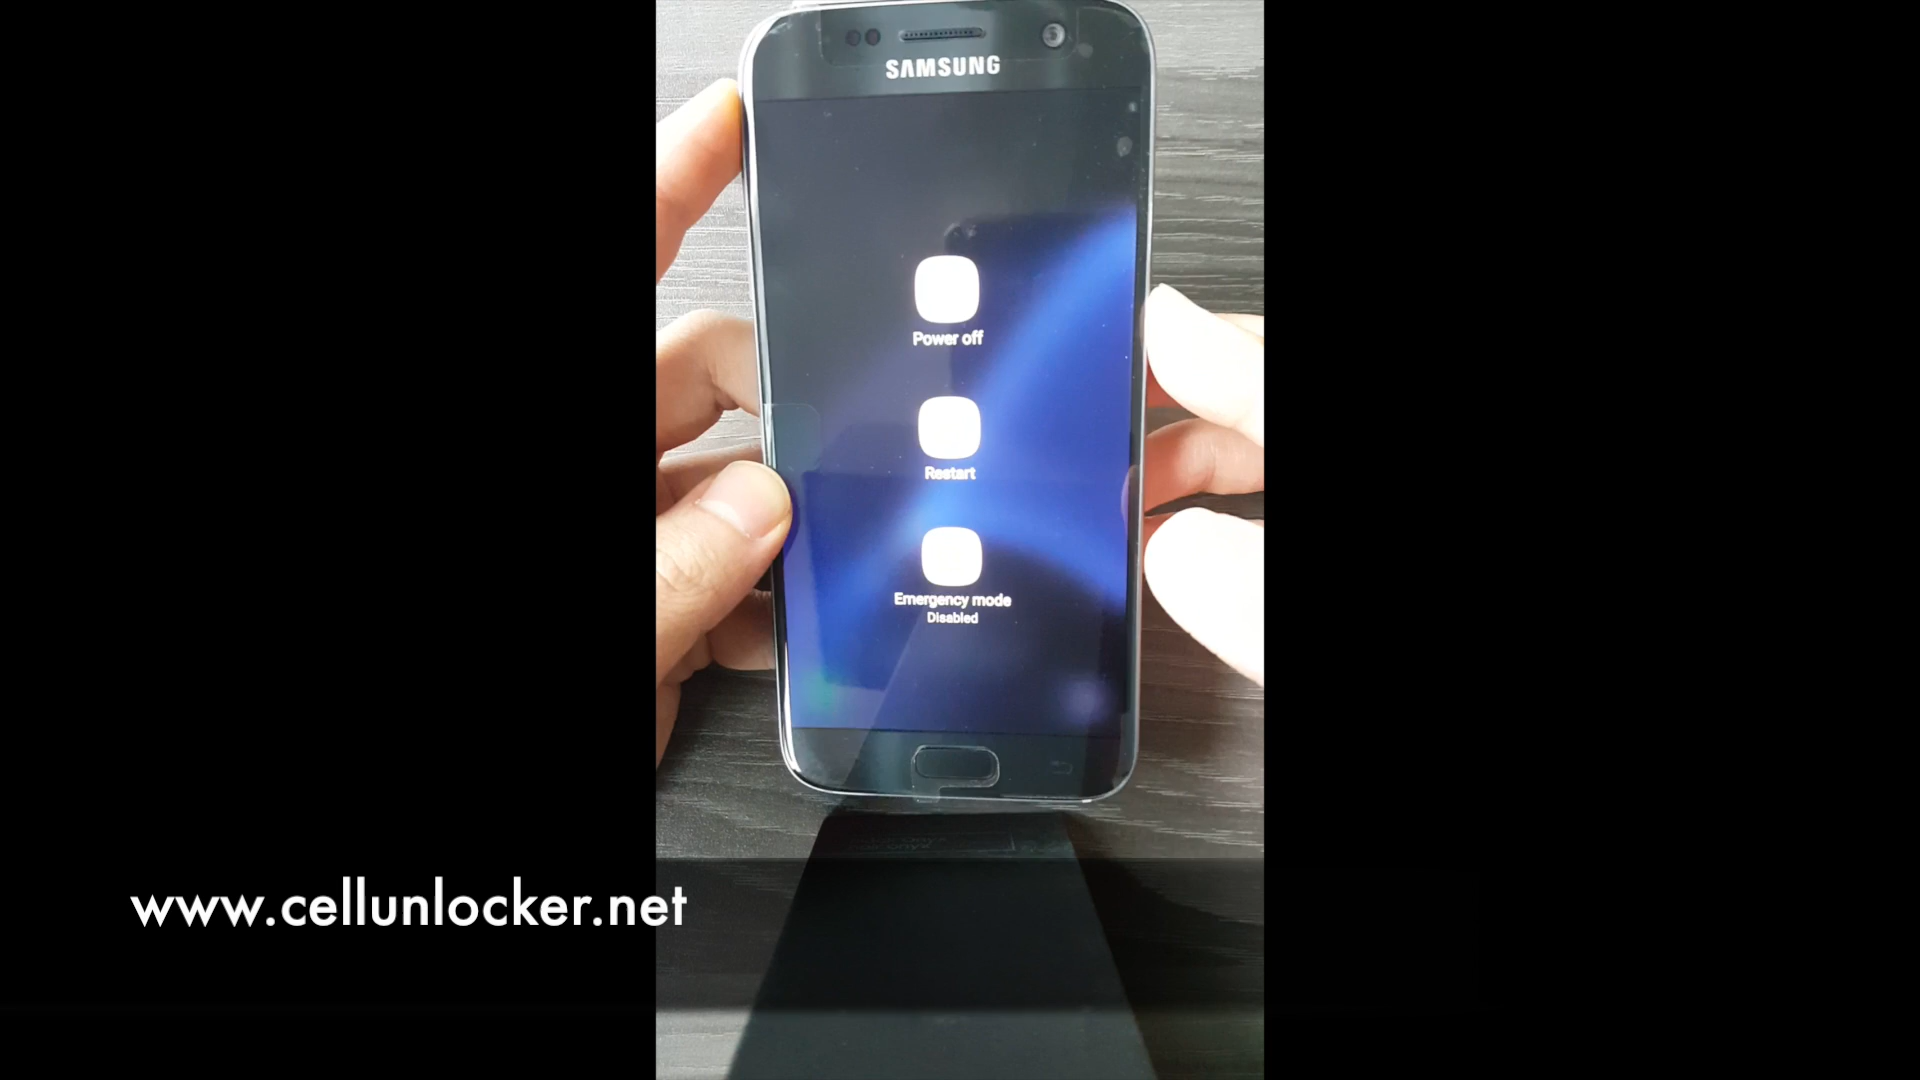 SAMSUNG
Power off
Restart
Emergency mode
Disabled
www.cellunlocker.net